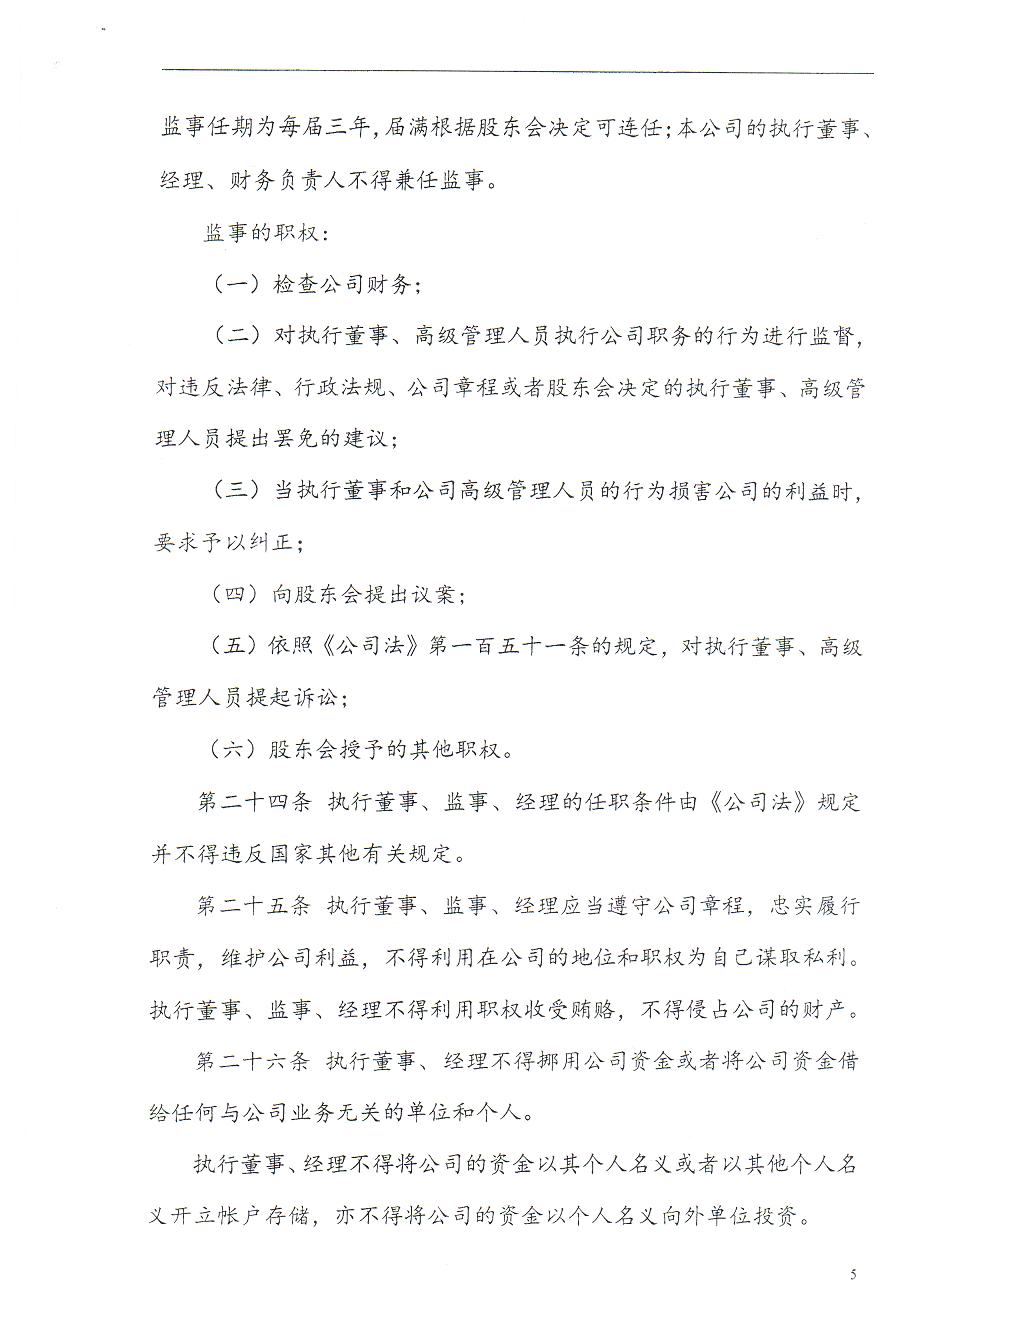 监事任期为每届三年,届满根据股东会决定可连任;本公司的执行董事、
经理、财务负责人不得兼任监事。
监事的职权:
（一）检查公司财务;
（二）对执行董事、高级管理人员执行公司职务的行为进行监督，
对违反法律、行政法规、公司章程或者股东会决定的执行董事、高级管
理人员提出罢免的建议;
（三）当执行董事和公司高级管理人员的行为损害公司的利益时，
要求予以纠正;
（四）向股东会提出议案;
（五）依照《公司法》第一百五十一条的规定，对执行董事、高级
管理人员提起诉讼;
（六）股东会授予的其他职权。
第二十四条 执行董事、监事、经理的任职条件由《公司法》规定
并不得违反国家其他有关规定。
第二十五条 执行董事、监事、经理应当遵守公司章程，忠实履行
职责，维护公司利益，不得利用在公司的地位和职权为自己谋取私利。
执行董事、监事、经理不得利用职权收受贿赂，不得侵占公司的财产。
第二十六条 执行董事、经理不得挪用公司资金或者将公司资金借
给任何与公司业务无关的单位和个人。
执行董事、经理不得将公司的资金以其个人名义或者以其他个人名
义开立帐户存储，亦不得将公司的资金以个人名义向外单位投资。
5